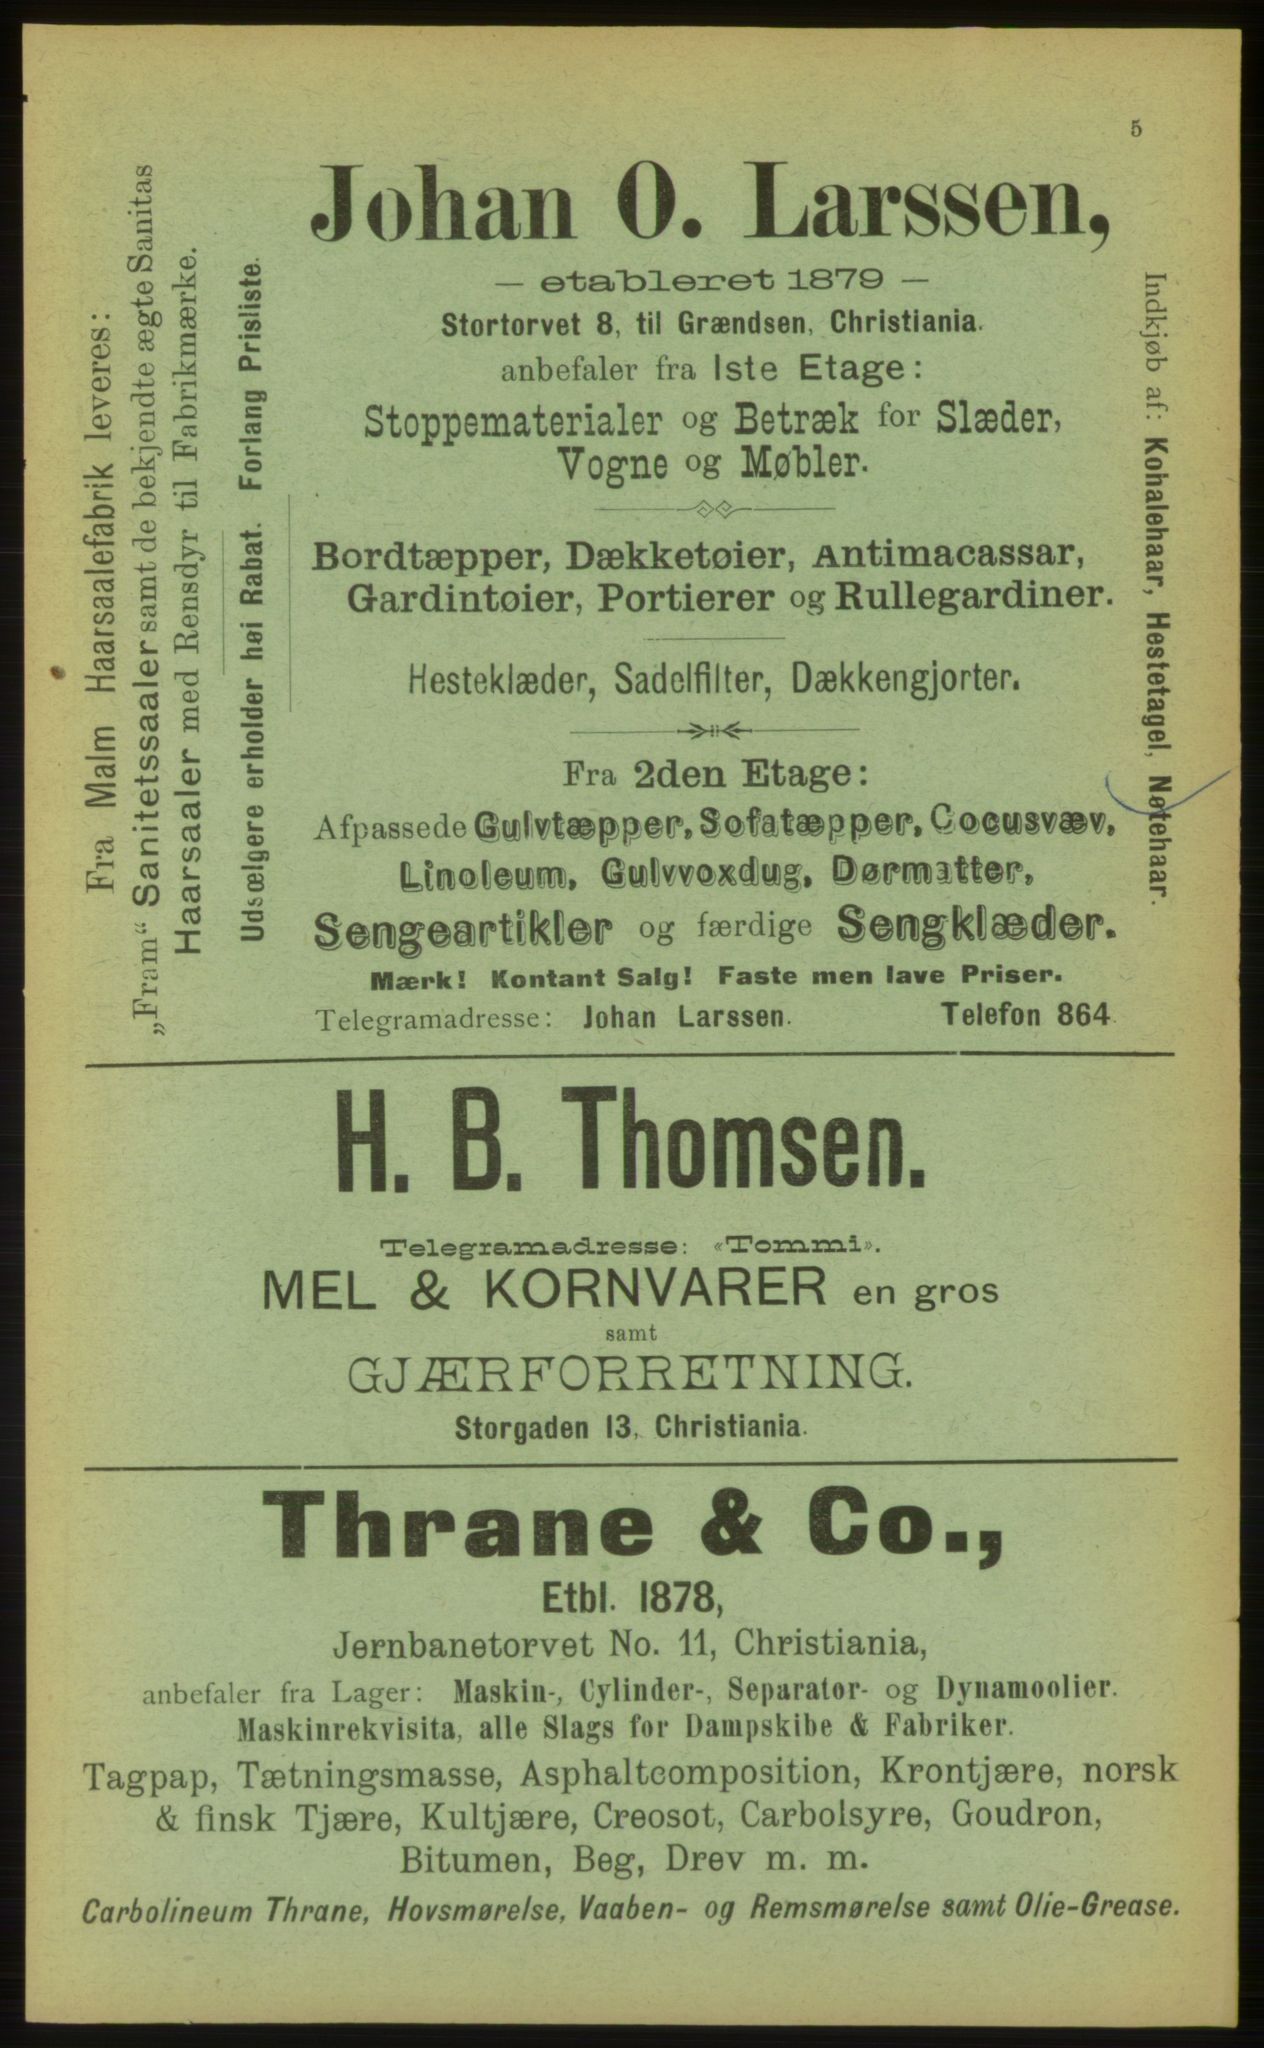 5
Johan O. Larssen,
— etableret 1879 —
Stortorvet 8, til Grændsen, Christiania.
anbefaler fra Iste Etage:
Stoppematerialer og Betræk for Slæder,
Vogne og Møbler.
Bordtæpper, Dækketøier, Antimacassar,
Gardintøier, Portierer og Rullegardiner.
Hesteklæder, Sadelfilter, Dækkengjorter.
Fra 2den Etage:
Afpassede Gulvtæpper, Sofatæpper, Cocusvæv,
Linoleum, Gulvvoxdug, Dørmatter,
Sengeartikler og færdige Sengklæder.
Mærk! Kontant Salg! Faste men lave Priser.
Telegramadresse: Johan Larssen. Telefon 864.
Fra Malm Haarsaalefabrik leveres:
„Fram“ Sanitetssaaler samt de bekjendte ægte Sanitas
Haarsaaler med Rensdyr til Fabrikmærke.
Udsælgere erholder høi Rabat. Forlang Prisliste.
Indkjøb af: Kohalehaar, Hestetagel, Nøtehaar.
H. B. Thomsen.
Telegramadresse: «Tommi».
MEL & KORNVARER en gros
samt
GJÆRFORRETNING.
Storgaden 13, Christiania.
Thrane & Co.,
Etbl. 1878,
Jernbanetorvet No. 11, Christiania,
anbefaler fra Lager: Maskin-, Cylinder-, Separator- og Dynamoolier.
Maskinrekvisita, alle Slags for Dampskibe & Fabriker.
Tagpap, Tætningsmasse, Asphaltcomposition, Krontjære, norsk
& finsk Tjære, Kultjære, Creosot, Carbolsyre, Goudron,
Bitumen, Beg, Drev m. m.
Carbolineum Thrane, Hovsmørelse, Vaaben- og Remsmørelse samt Olie-Grease.